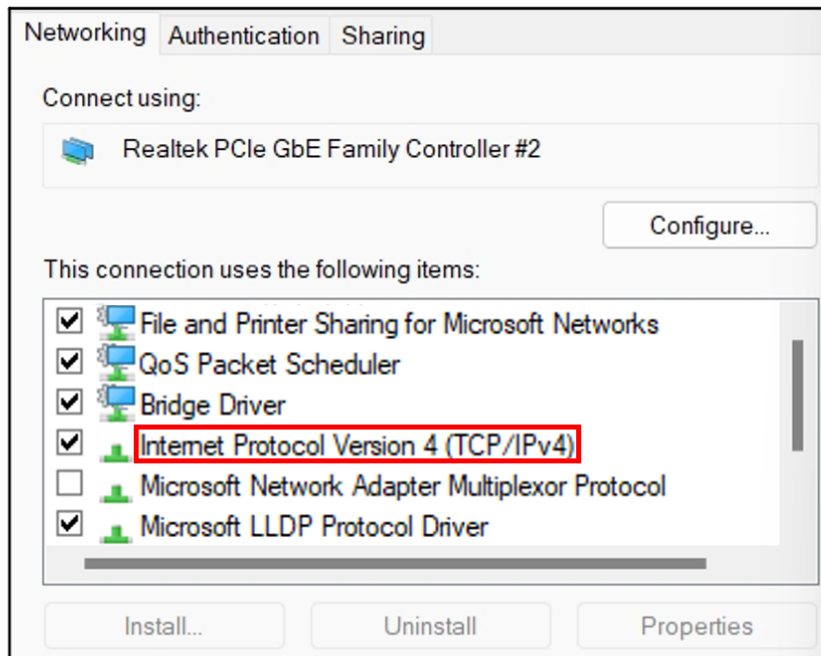 Networking Authentication Sharing
Connect using:
Realtek PCIe GbE Family Controller #2
Configure...
This connection uses the following items:
File and Printer Sharing for Microsoft Networks
QoS Packet Scheduler
Bridge Driver
Internet Protocol Version 4 (TCP/IPv4)
Microsoft Network Adapter Multiplexor Protocol
Microsoft LLDP Protocol Driver
Install... Uninstall Properties